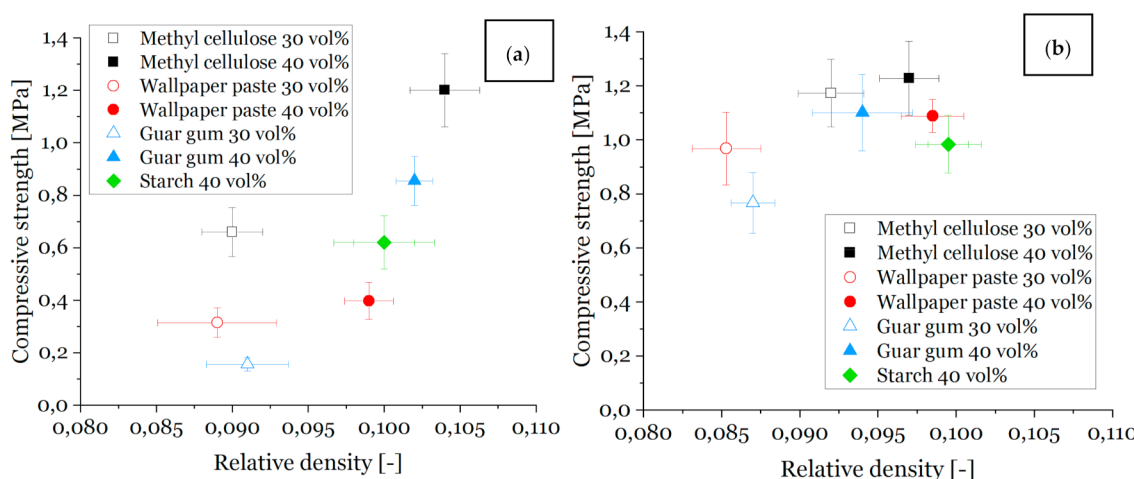 (a)
Compressive strength [MPa]
1,4
1,2
1,0
0,8
0,6
0,4
0,2
0,0
Methyl cellulose 30 vol%
Methyl cellulose 40 vol%
Wallpaper paste 30 vol%
Wallpaper paste 40 vol%
Guar gum 30 vol%
Guar gum 40 vol%
Starch 40 vol%
0,080 0,085 0,090 0,095 0,100 0,105 0,110
Relative density [-]
(b)
Compressive strength [MPa]
1,4
1,2
1,0
0,8
0,6
0,4
0,2
0,0
Methyl cellulose 30 vol%
Methyl cellulose 40 vol%
Wallpaper paste 30 vol%
Wallpaper paste 40 vol%
Guar gum 30 vol%
Guar gum 40 vol%
Starch 40 vol%
0,080 0,085 0,090 0,095 0,100 0,105 0,110
Relative density [-]